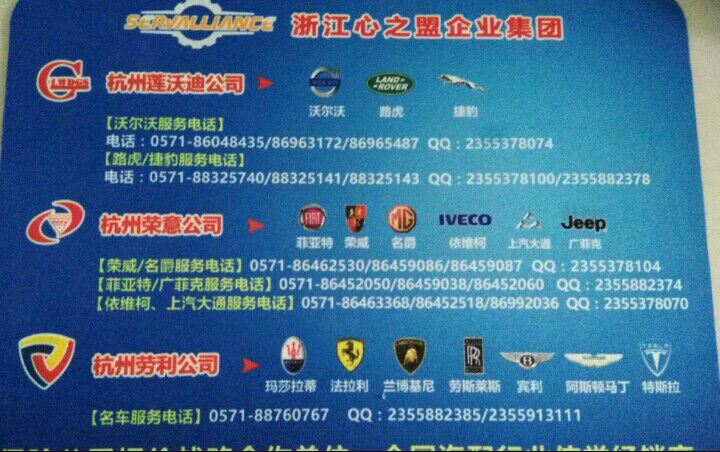 SERVALLIANCE 浙江心之盟企业集团
杭州莲沃迪公司 VOLVO LAND ROVER
沃尔沃 路虎 捷豹
【沃尔沃服务电话】
电话：0571-86048435/86963172/86965487 QQ：2355378074
【路虎/捷豹服务电话】
电话：0571-88325740/88325141/88325143 QQ：2355378100/2355882378
杭州荣意公司 FIAT MG IVECO Jeep
菲亚特 荣威 名爵 依维柯 上汽大通 广菲克
【荣威/名爵服务电话】0571-86462530/86459086/86459087 QQ：2355378104
【菲亚特/广菲克服务电话】0571-86452050/86459038/86452060 QQ：2355882374
【依维柯、上汽大通服务电话】0571-86463368/86452518/86992036 QQ：2355378070
杭州劳利公司 TESLA
玛莎拉蒂 法拉利 兰博基尼 劳斯莱斯 宾利 阿斯顿马丁 特斯拉
【名车服务电话】0571-88760767 QQ：2355882385/2355913111